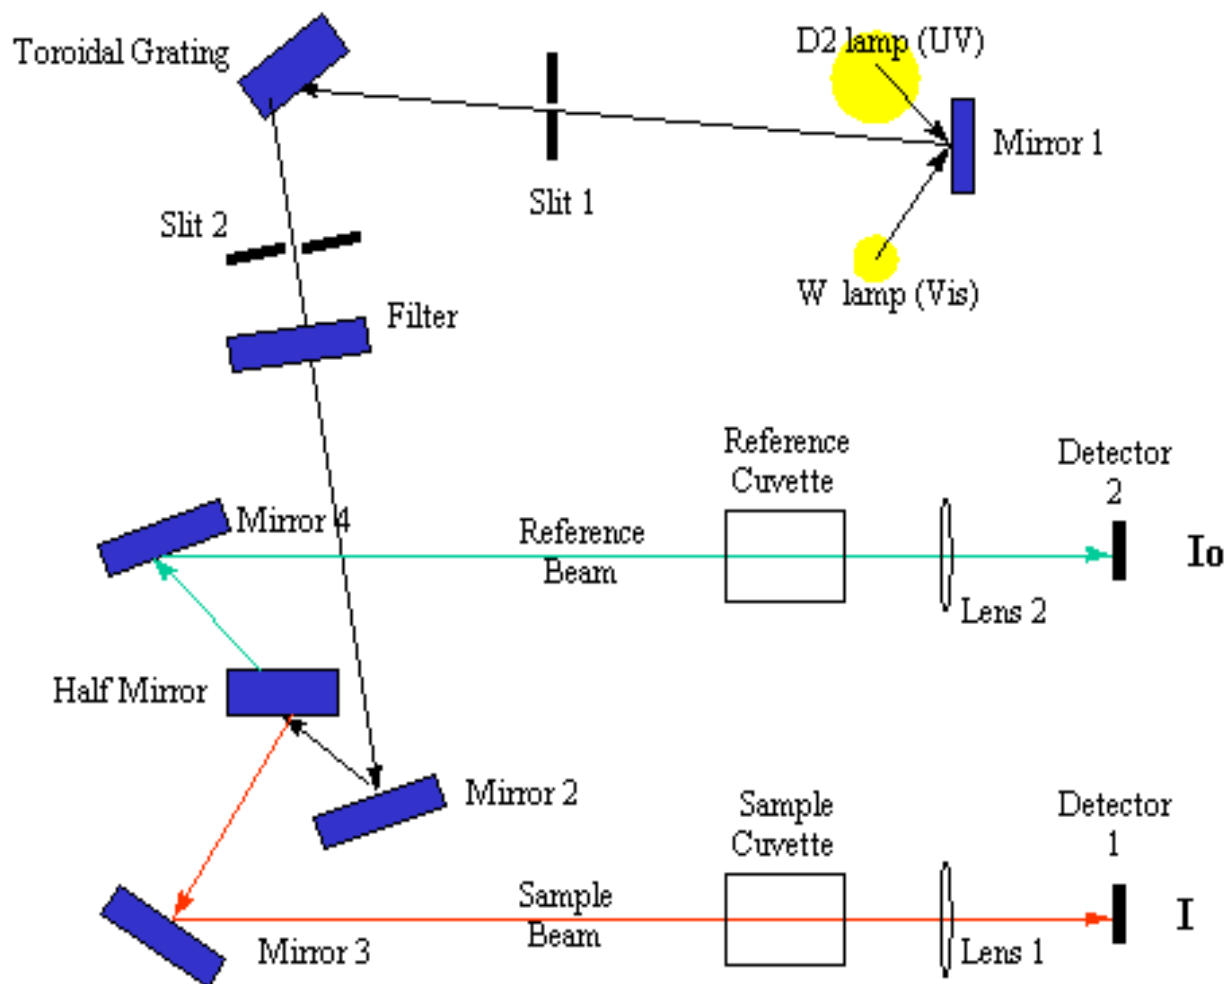 Toroidal Grating
D2 lamp (UV)
Mirror 1
Slit 1
Slit 2
W lamp (Vis)
Filter
Reference
Cuvette
Detector
2
Mirror 4
Reference
Beam
Io
Lens 2
Half Mirror
Mirror 2
Sample
Cuvette
Detector
1
Sample
Beam
I
Mirror 3
Lens 1